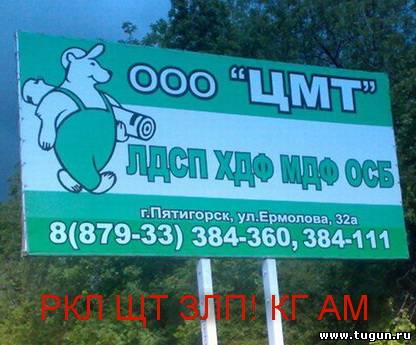 ООО "ЦМТ"
ЛДСП ХДФ МДФ ОСБ
г.Пятигорск, ул.Ермолова, 32а
8(879-33) 384-360, 384-111
РКЛ ЩТ ЗЛП! КГ АМ
www.tugun.ru